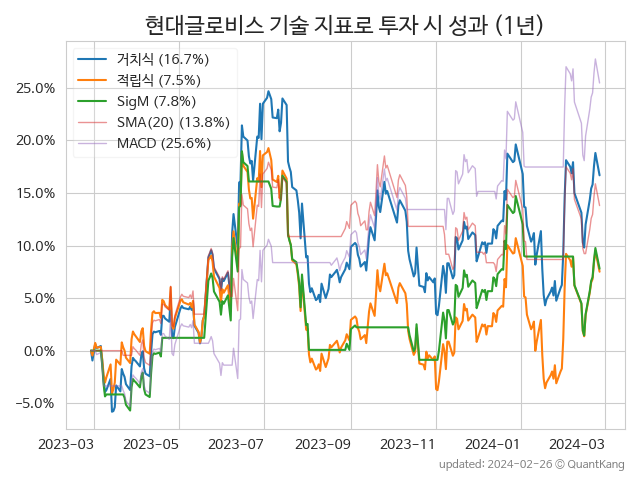 현대글로비스 기술 지표로 투자 시 성과 (1년)
거치식 (16.7%)
적립식 (7.5%)
SigM (7.8%)
SMA(20) (13.8%)
MACD (25.6%)
25.0%
20.0%
15.0%
10.0%
5.0%
0.0%
−5.0%
2023-03 2023-05 2023-07 2023-09 2023-11 2024-01 2024-03
updated: 2024-02-26 © QuantKang